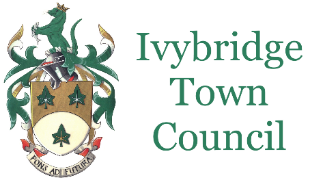 Ivybridge
Town
Council
PONS AD FUTURA